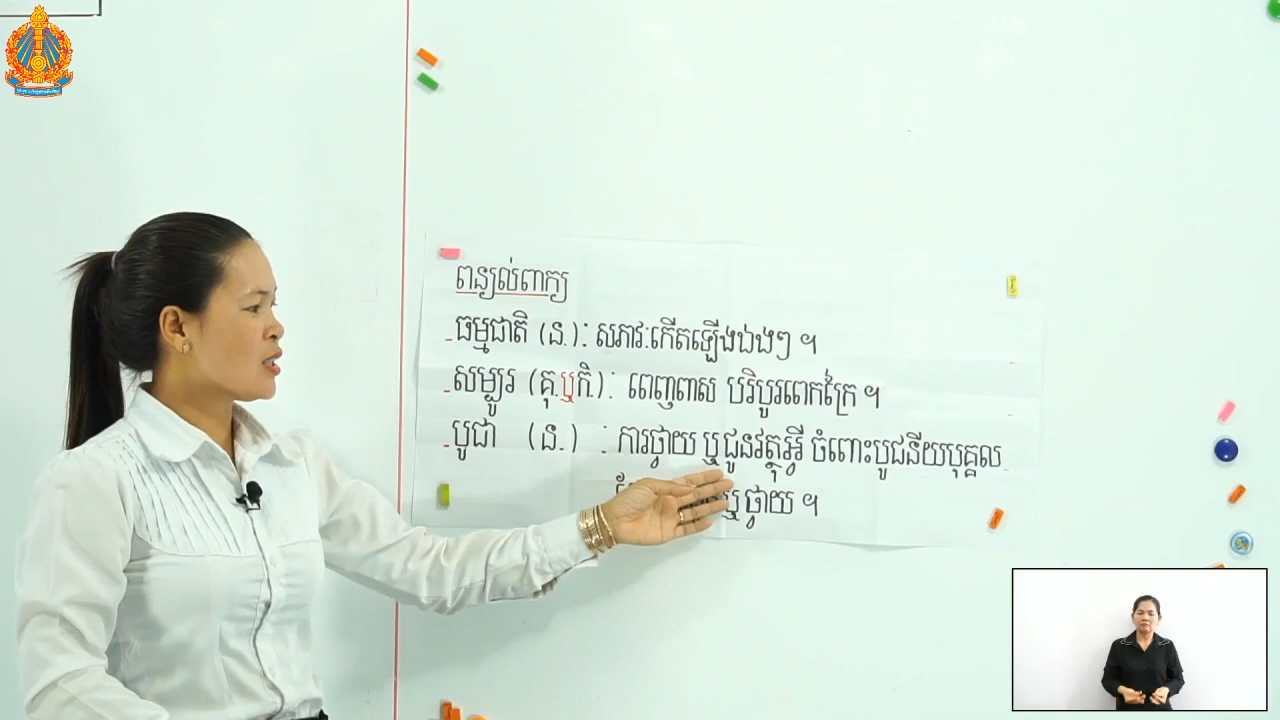 ពន្យល់ពាក្យ
_ធម្មជាតិ (ន.): សភាវៈកើតឡើងឯងៗ ។
_សម្បូរ (គុ.ឬកិ.): ពេញពាស បរិបូរពេកក្រៃ ។
_បូជា (ន.) : ការថ្វាយ ឬជូនវត្ថុអ្វី ចំពោះបូជនីយបុគ្គល
ឬថ្វាយ ។